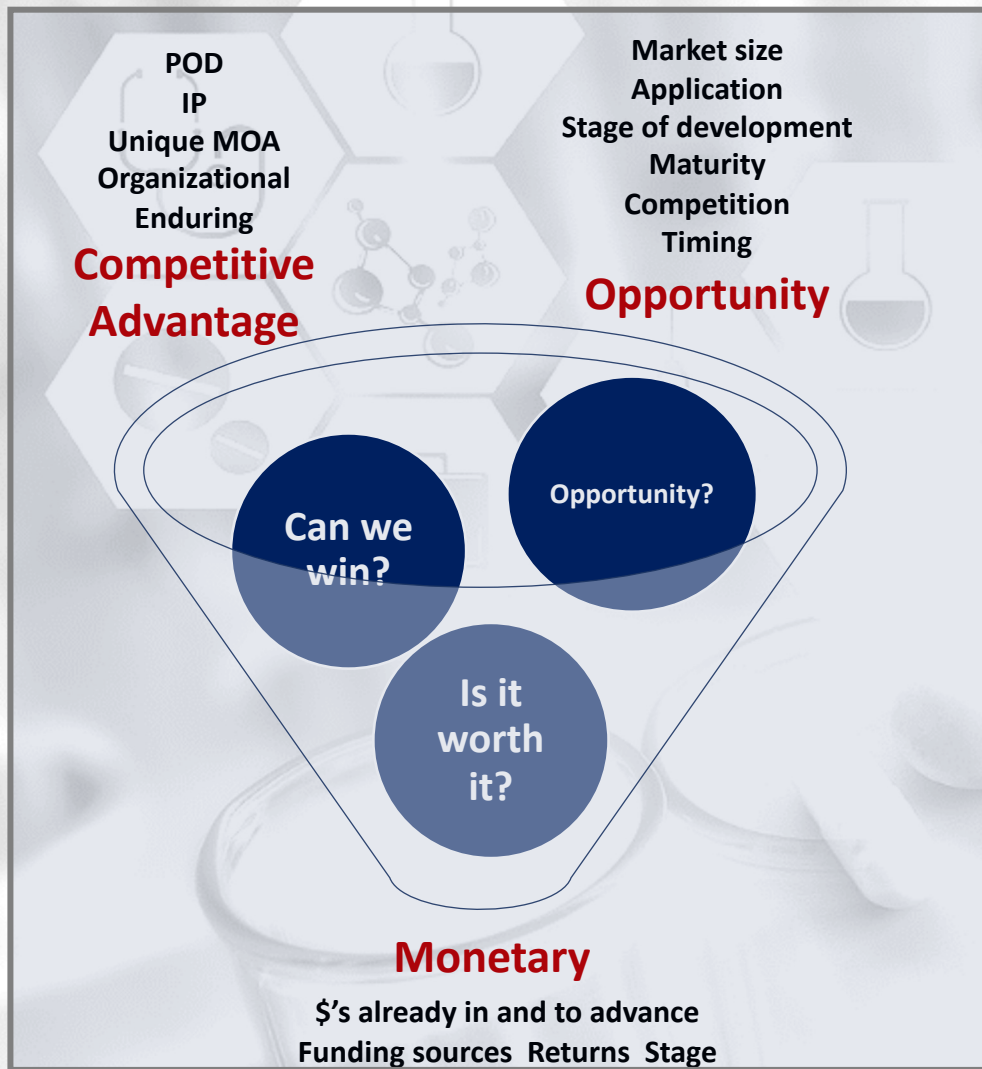 POD
IP
Unique MOA
Organizational
Enduring
Competitive
Advantage
Market size
Application
Stage of development
Maturity
Competition
Timing
Opportunity
Can we
win?
Opportunity?
Is it
worth
it?
Monetary
$'s already in and to advance
Funding sources  Returns  Stage